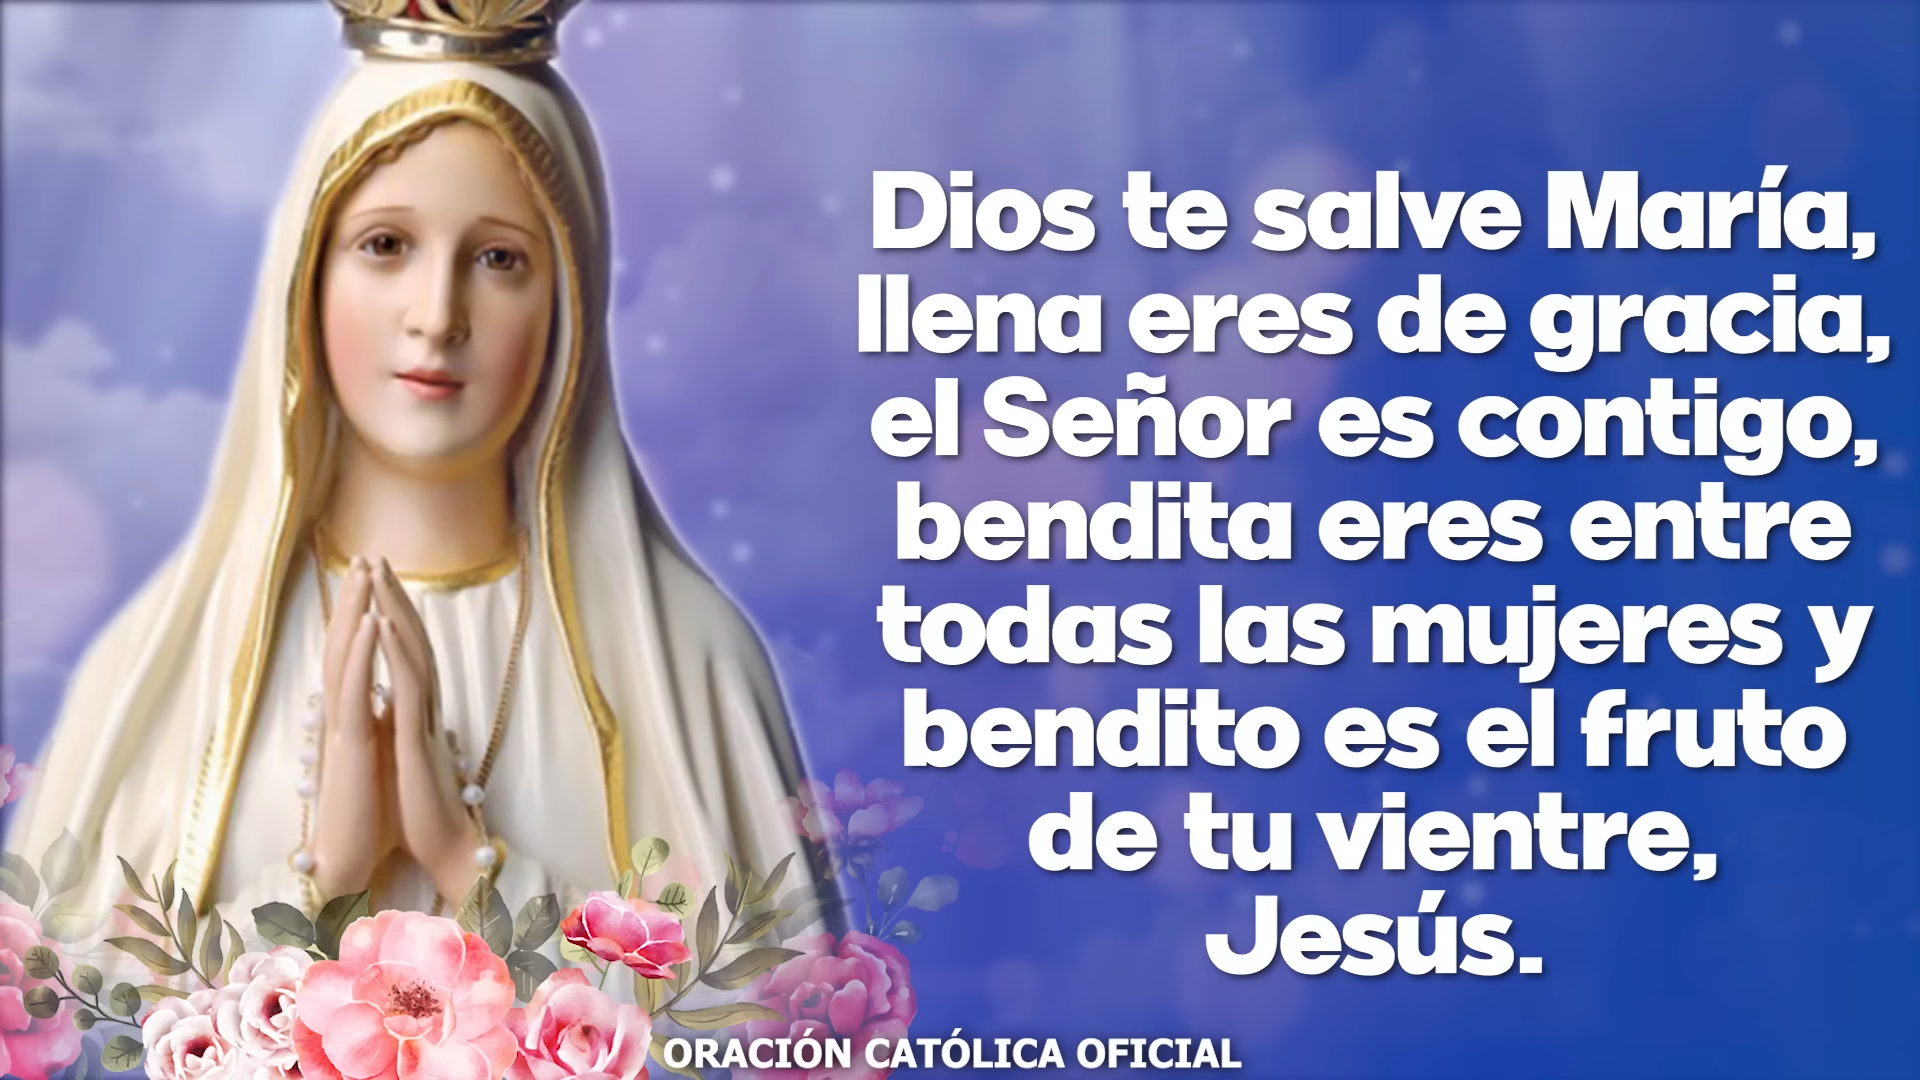 Dios te salve María,
llena eres de gracia,
el Señor es contigo,
bendita eres entre
todas las mujeres y
bendito es el fruto
de tu vientre,
Jesús.
ORACIÓN CATÓLICA OFICIAL